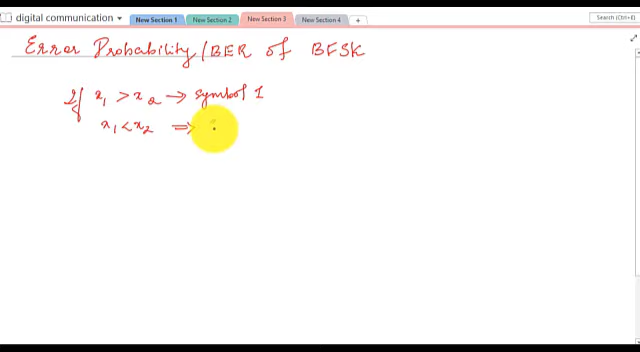 digital communication
New Section 1
New Section 2
New Section 3
New Section 4
+
Search (Ctrl+E)
Error Probability/BER of BFSK
If x₁ > x₂ → symbol 1
x₁ < x₂ ⇒